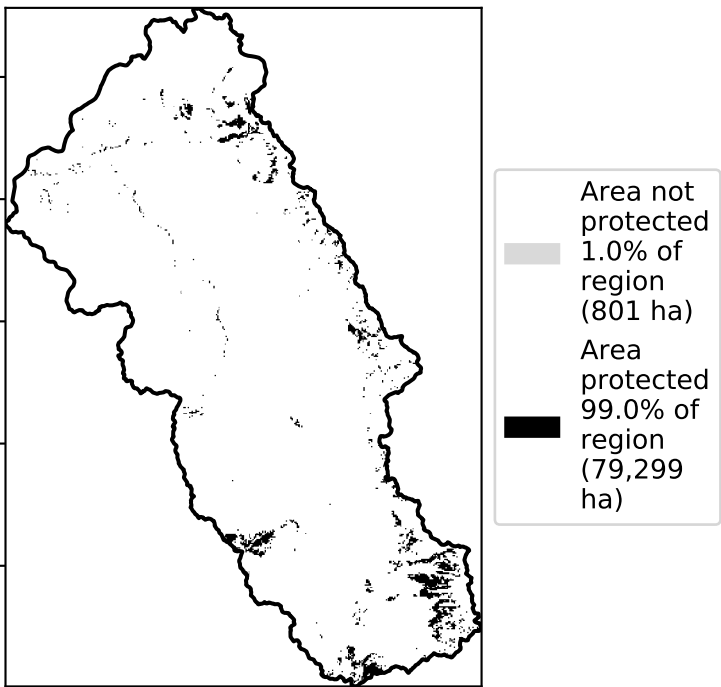 Area not
protected
1.0% of
region
(801 ha)
Area
protected
99.0% of
region
(79,299
ha)